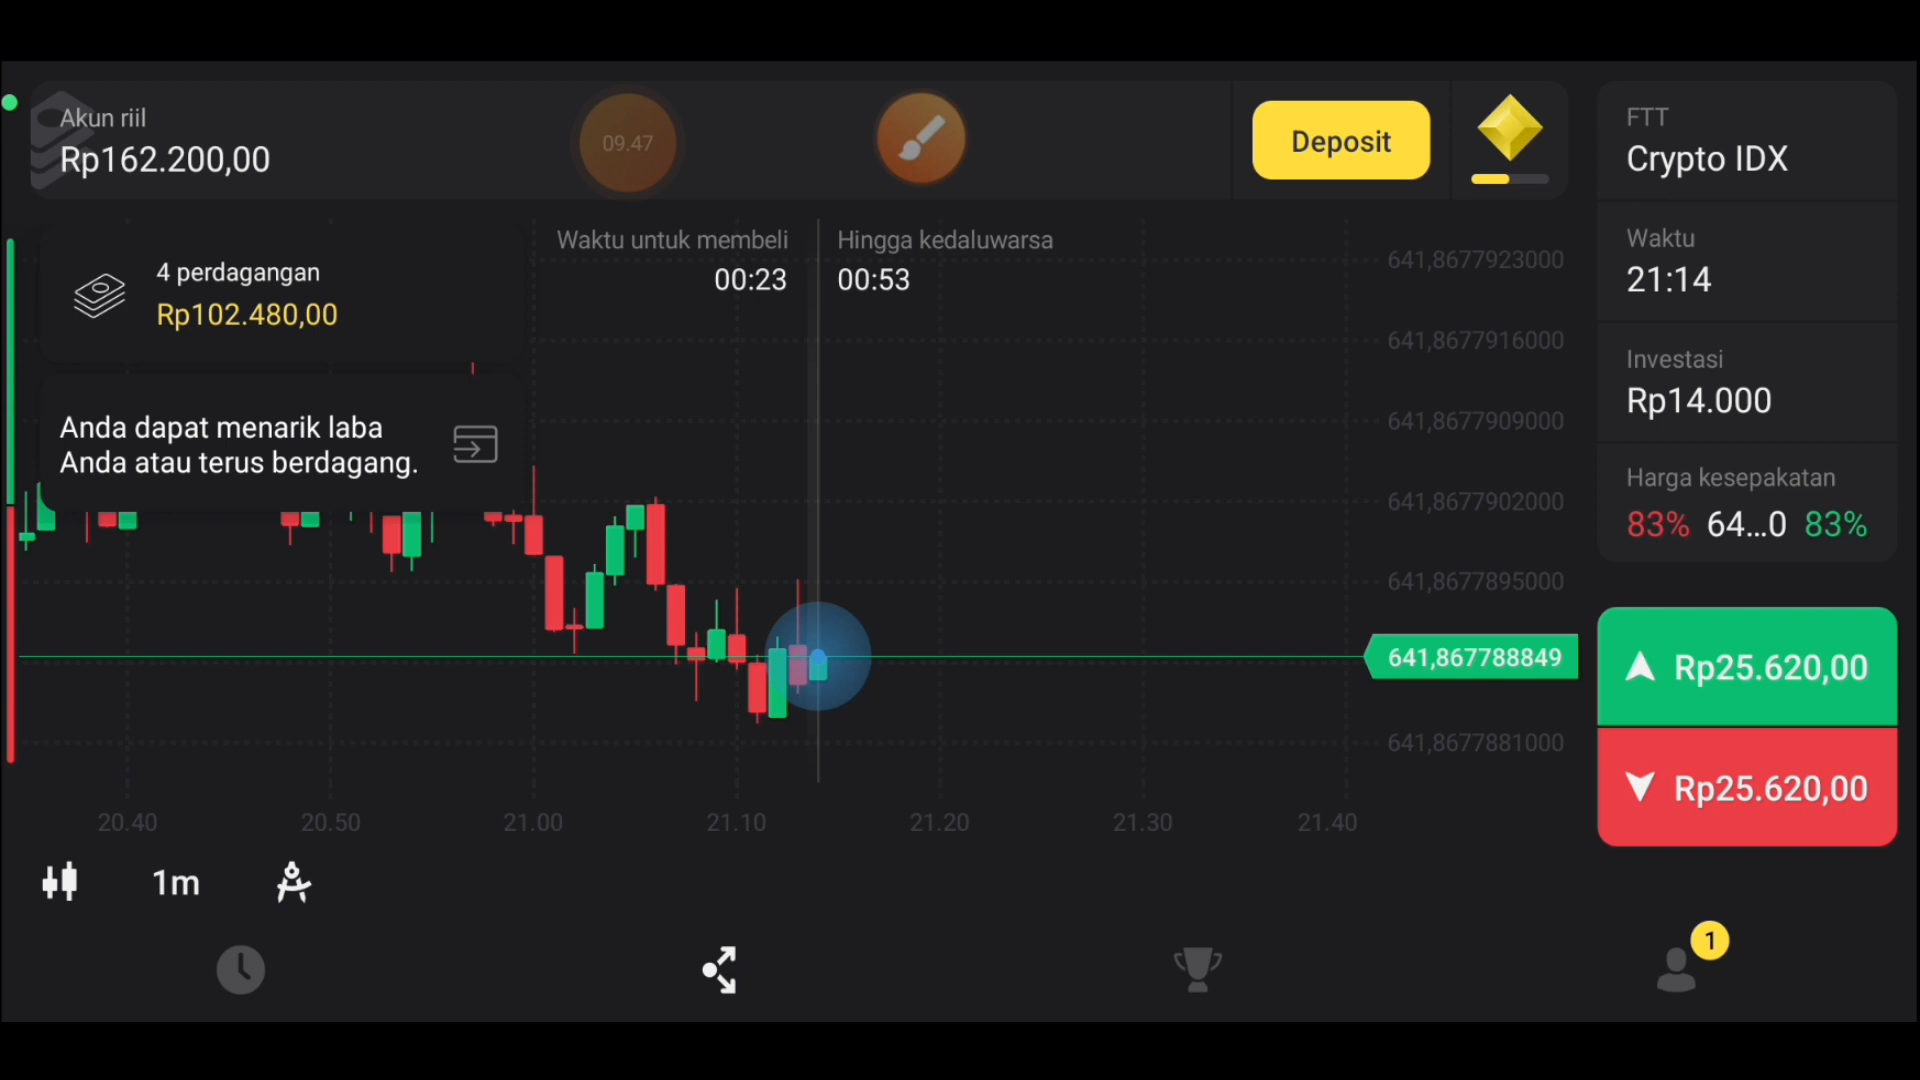 Akun riil
Rp162.200,00
09.47
Deposit
FTT
Crypto IDX
4 perdagangan
Rp102.480,00
Waktu untuk membeli
00:23
Hingga kedaluwarsa
00:53
Anda dapat menarik laba
Anda atau terus berdagang.
641,8677923000
641,8677916000
641,8677909000
641,8677902000
641,8677895000
641,867788849
641,8677881000
Waktu
21:14
Investasi
Rp14.000
Harga kesepakatan
83% 64...0 83%
Rp25.620,00
Rp25.620,00
20.40 20.50 21.00 21.10 21.20 21.30 21.40
1m
1